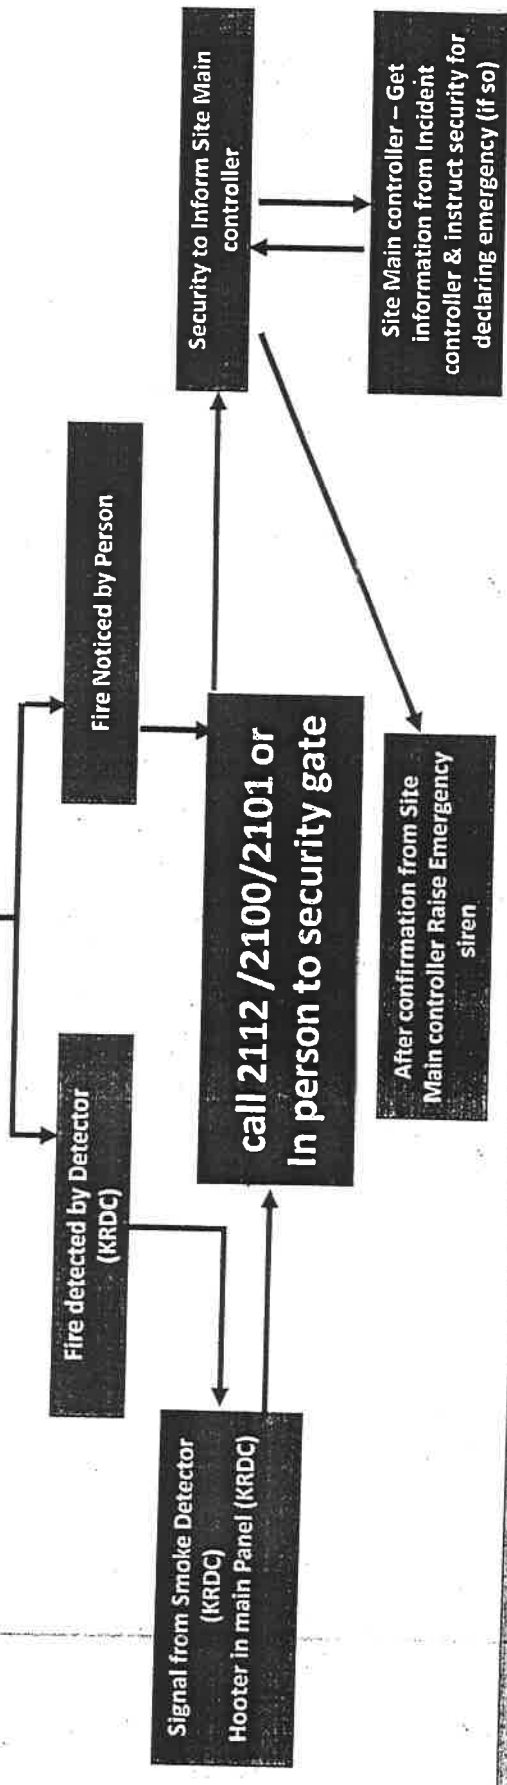 Fire detected by Detector
(KRDC)
Fire Noticed by Person
Signal from Smoke Detector
(KRDC)
Hooter in main Panel (KRDC)
call 2112 /2100/2101 or
In person to security gate
Security to Inform Site Main
controller
After confirmation from Site
Main controller Raise Emergency
siren
Site Main controller – Get
information from Incident
controller & instruct security for
declaring emergency (if so)